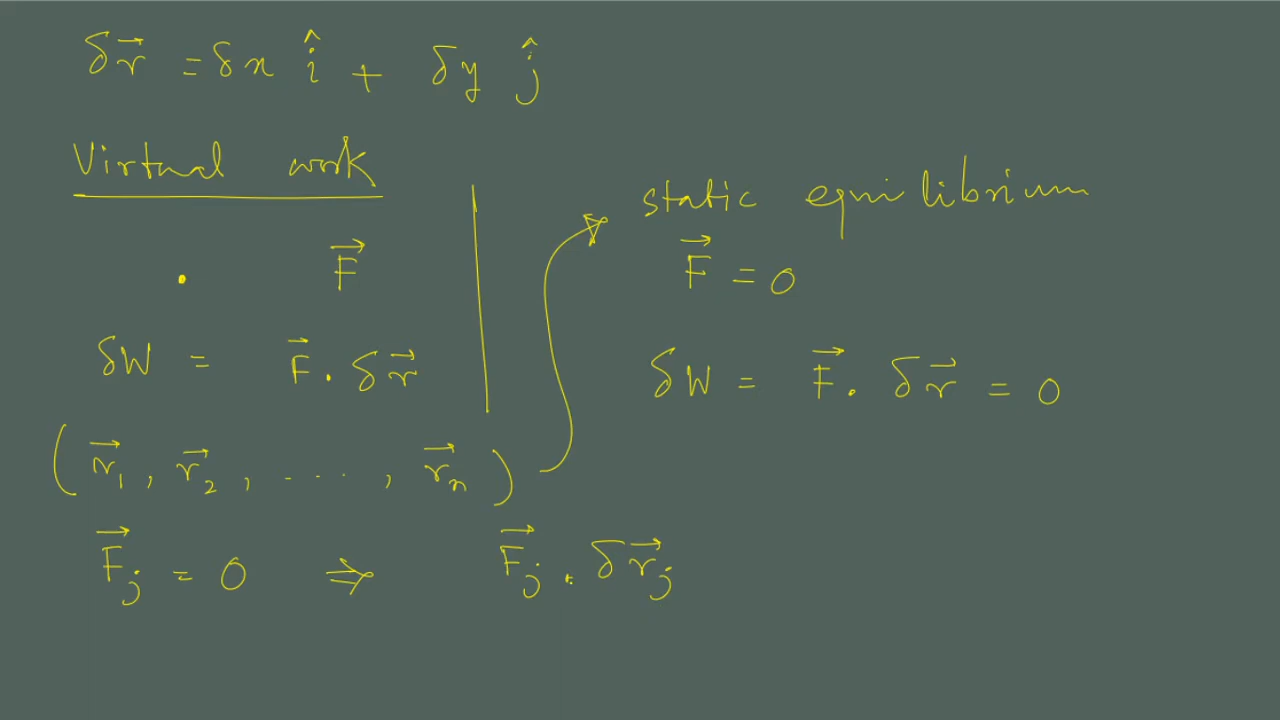 δr⃗ = δx î + δy ĵ
Virtual work
F⃗
δW = F⃗ . δr⃗
(r⃗₁, r⃗₂, ...., r⃗ₙ)
static equilibrium
F⃗ = 0
δW = F⃗ . δr⃗ = 0
F⃗ⱼ = 0 ⇒ F⃗ⱼ . δr⃗ⱼ